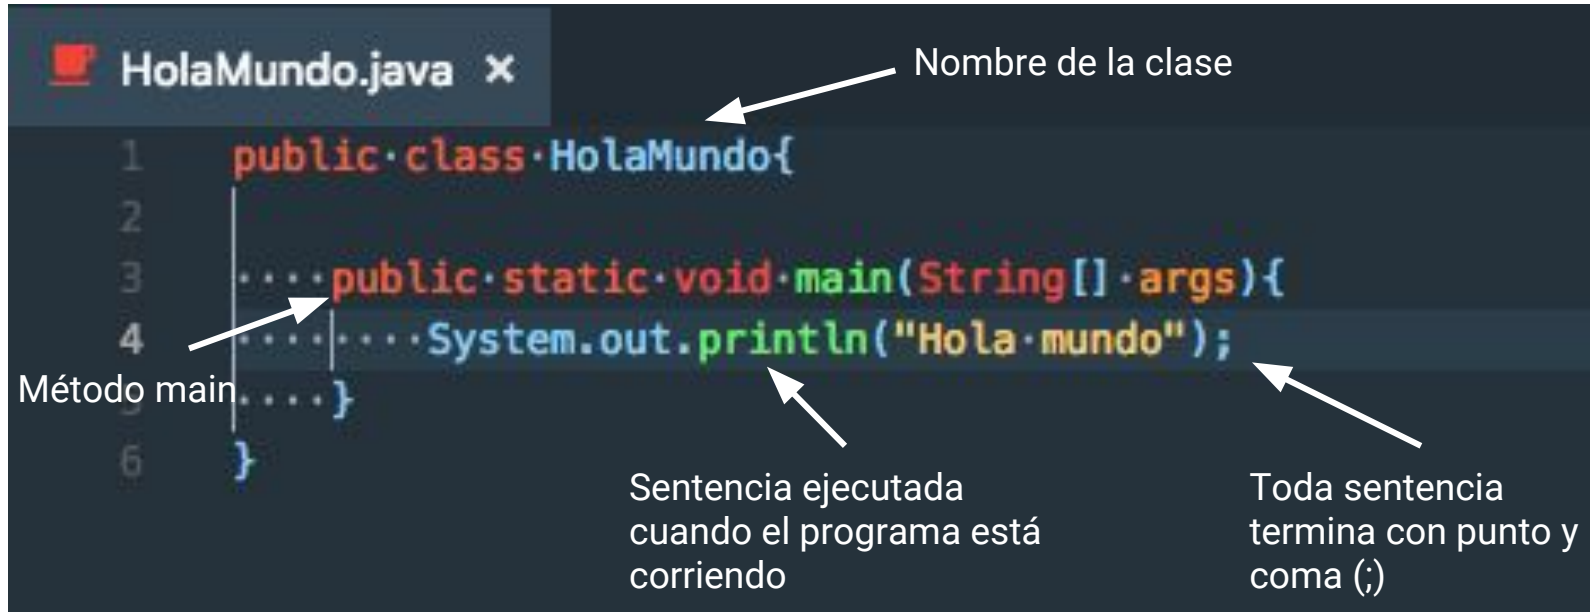 HolaMundo.java ×
Nombre de la clase
1 public·class·HolaMundo{
2
3 ····public·static·void·main(String[]·args){
4 ········System.out.println("Hola·mundo");
Método main
5 ····}
6 }
Sentencia ejecutada
cuando el programa está
corriendo
Toda sentencia
termina con punto y
coma (;)